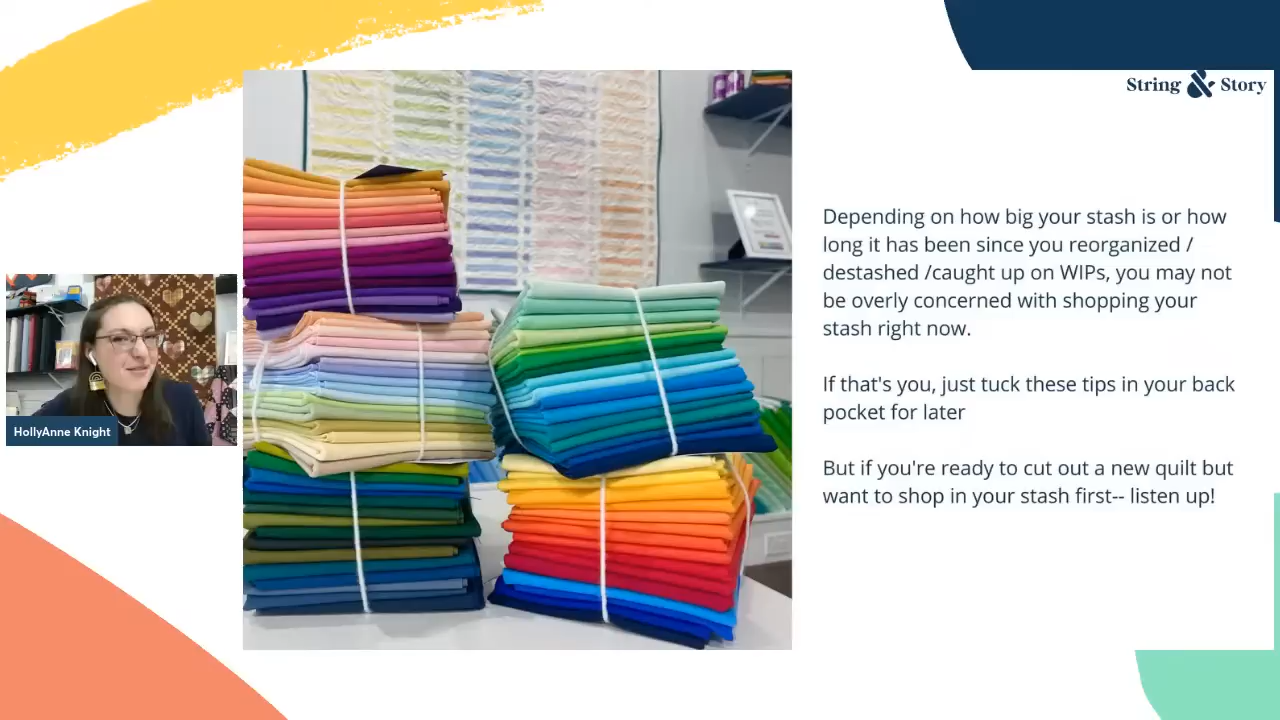 String & Story
Depending on how big your stash is or how
long it has been since you reorganized /
destashed /caught up on WIPs, you may not
be overly concerned with shopping your
stash right now.
If that's you, just tuck these tips in your back
pocket for later
But if you're ready to cut out a new quilt but
want to shop in your stash first-- listen up!
HollyAnne Knight